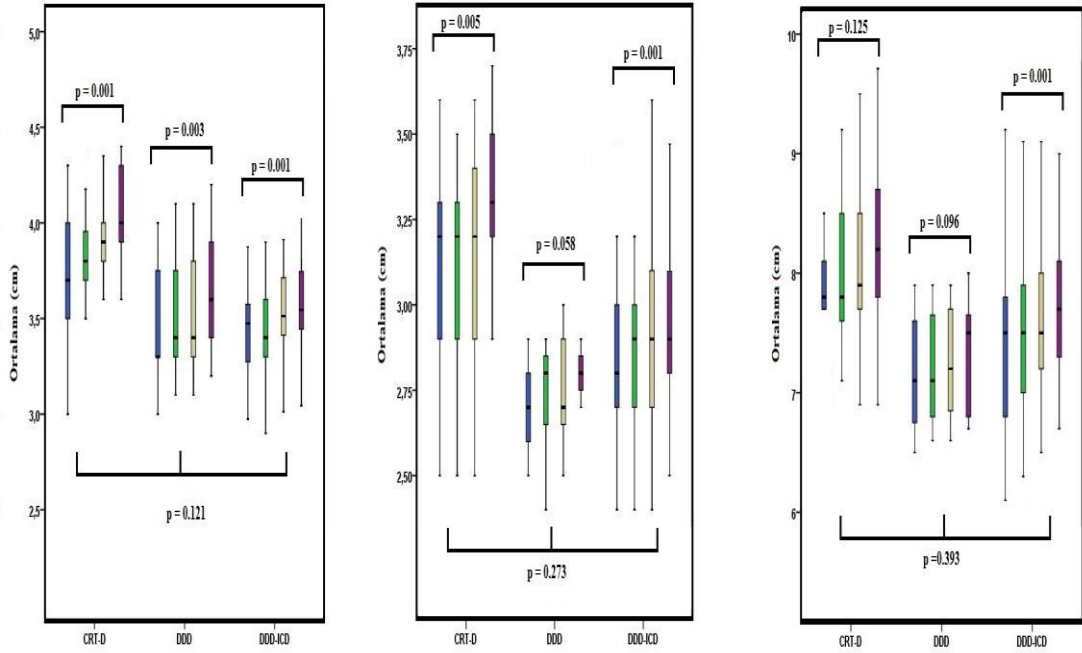 5,0
4,5
4,0
3,5
3,0
2,5
Ortalama (cm)
p = 0.001
p = 0.003
p = 0.001
p = 0.121
CRT-D
DDD
DDD-ICD
3,75
3,50
3,25
3,00
2,75
2,50
Ortalama (cm)
p = 0.005
p = 0.058
p = 0.001
p = 0.273
CRT-D
DDD
DDD-ICD
10
9
8
7
6
Ortalama (cm)
p = 0.125
p = 0.096
p = 0.001
p =0.393
CRT-D
DDD
DDD-ICD